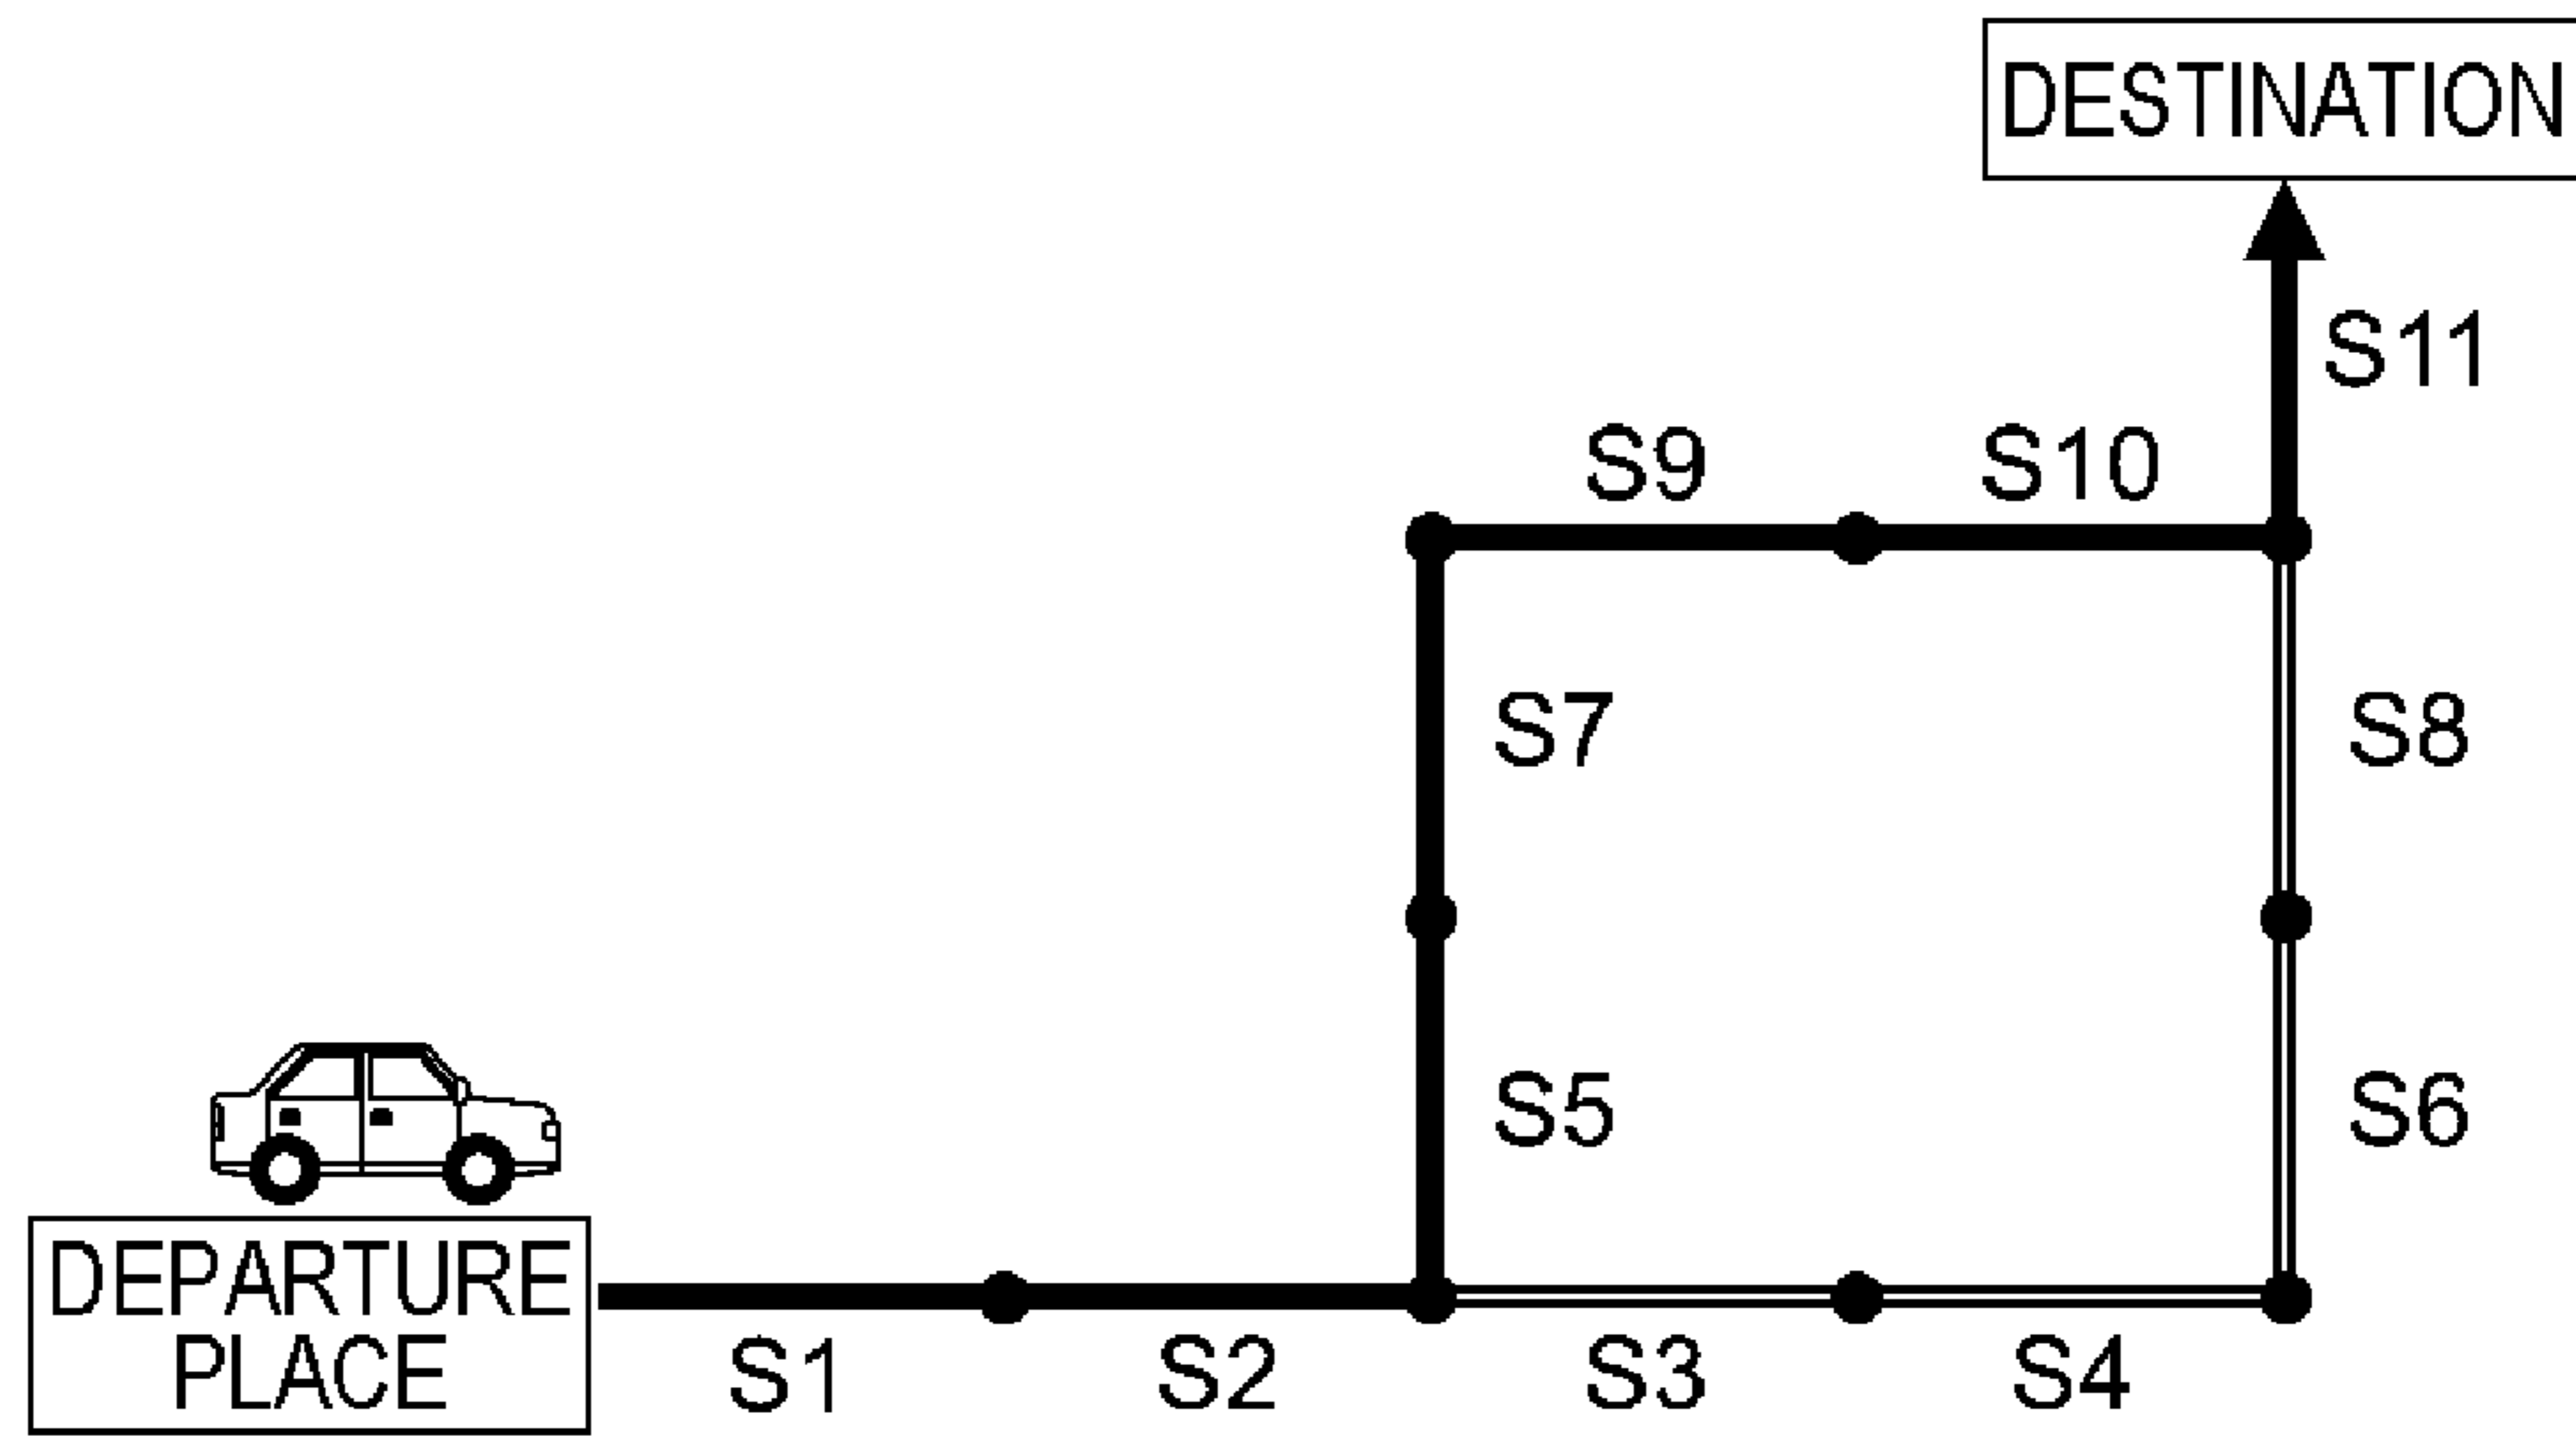 DESTINATION
S11
S9
S10
S7
S8
S5
S6
DEPARTURE
PLACE
S1
S2
S3
S4